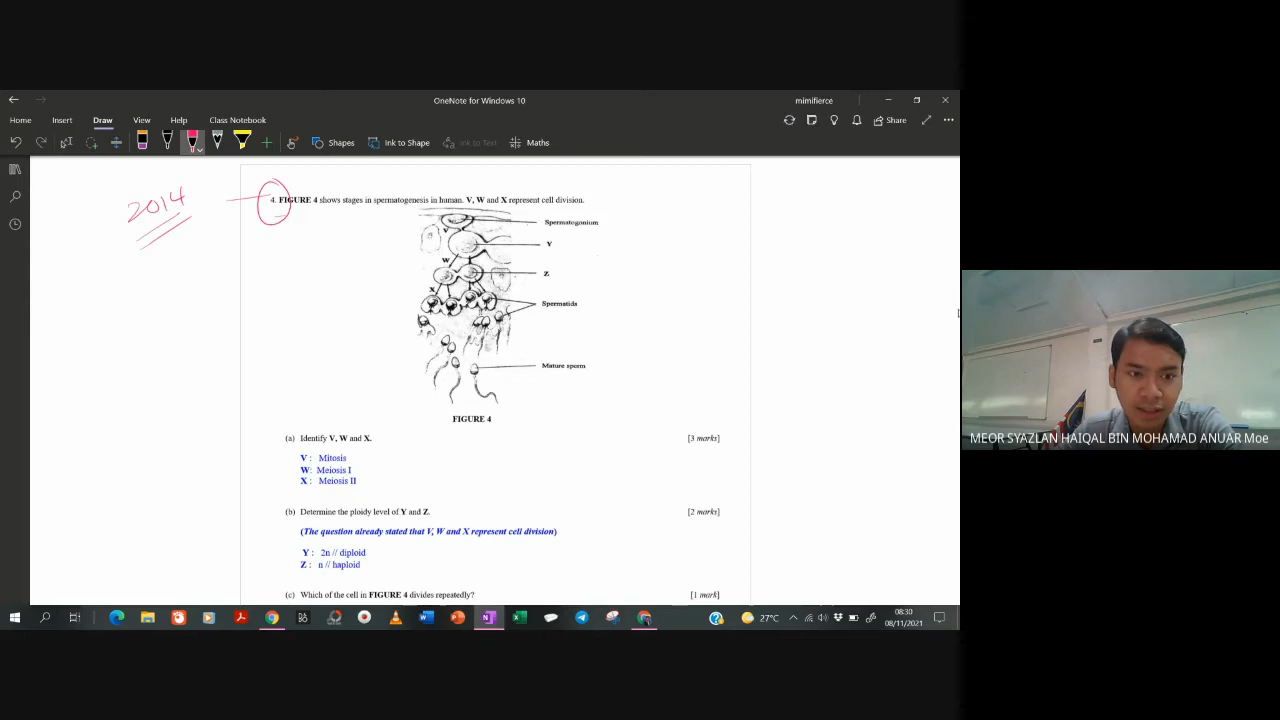 OneNote for Windows 10
mimifierce
Home Insert Draw View Help Class Notebook
Share
Shapes Ink to Shape Ink to Text Maths
2014
4. FIGURE 4 shows stages in spermatogenesis in human. V, W and X represent cell division.
Spermatogonium
V
Y
W
Z
X
Spermatids
Mature sperm
FIGURE 4
(a) Identify V, W and X. [3 marks]
V : Mitosis
W: Meiosis I
X : Meiosis II
(b) Determine the ploidy level of Y and Z. [2 marks]
(The question already stated that V, W and X represent cell division)
Y : 2n // diploid
Z : n // haploid
(c) Which of the cell in FIGURE 4 divides repeatedly? [1 mark]
MEOR SYAZLAN HAIQAL BIN MOHAMAD ANUAR Moe
27°C
08:30
08/11/2021